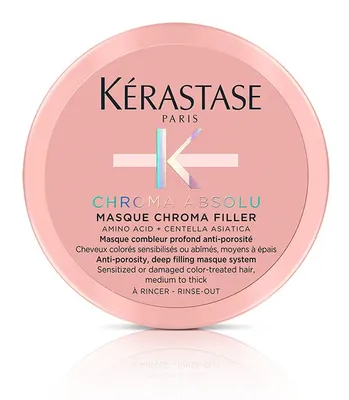 KÉRASTASE
PARIS
K
CHROMA ABSOLU
MASQUE CHROMA FILLER
AMINO ACID + CENTELLA ASIATICA
Masque combleur profond anti-porosité
Cheveux colorés sensibilisés ou abîmés, moyens à épais
Anti-porosity, deep filling masque system
Sensitized or damaged color-treated hair,
medium to thick
À RINCER - RINSE-OUT